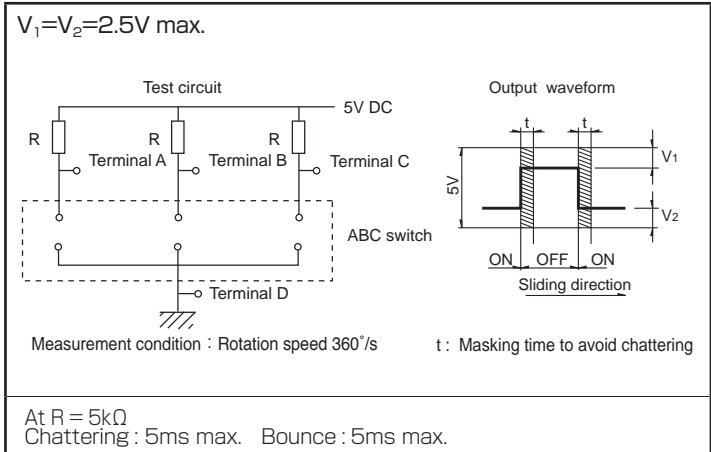 V₁=V₂=2.5V max.
Test circuit
Output waveform
5V DC
t
t
R
R
R
Terminal A
Terminal B
Terminal C
V1
5V
V2
ABC switch
ON
OFF
ON
Terminal D
Sliding direction
Measurement condition : Rotation speed 360˚/s
t : Masking time to avoid chattering
At R = 5kΩ
Chattering : 5ms max. Bounce : 5ms max.